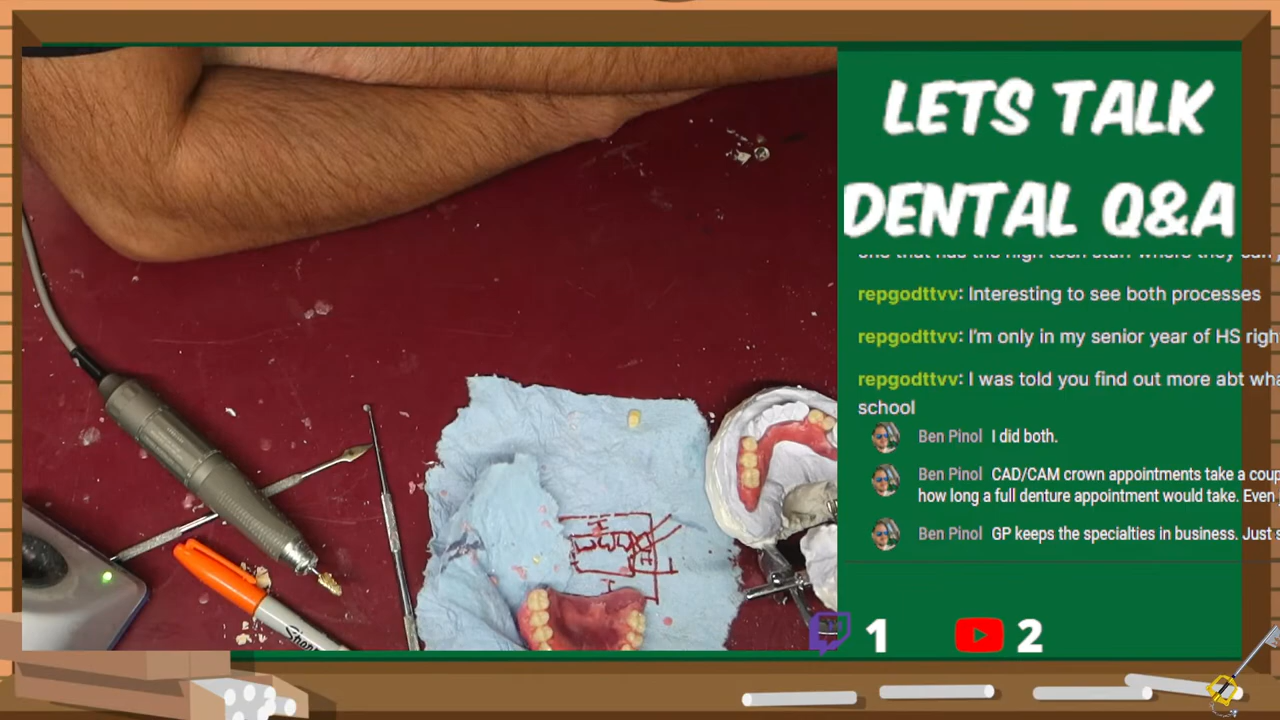 LETS TALK
DENTAL Q&A
repgodttvv: Interesting to see both processes
repgodttvv: I'm only in my senior year of HS righ
repgodttvv: I was told you find out more abt wha
school
Ben Pinol I did both.
Ben Pinol CAD/CAM crown appointments take a coup
how long a full denture appointment would take. Even
Ben Pinol GP keeps the specialties in business. Just s
1
2